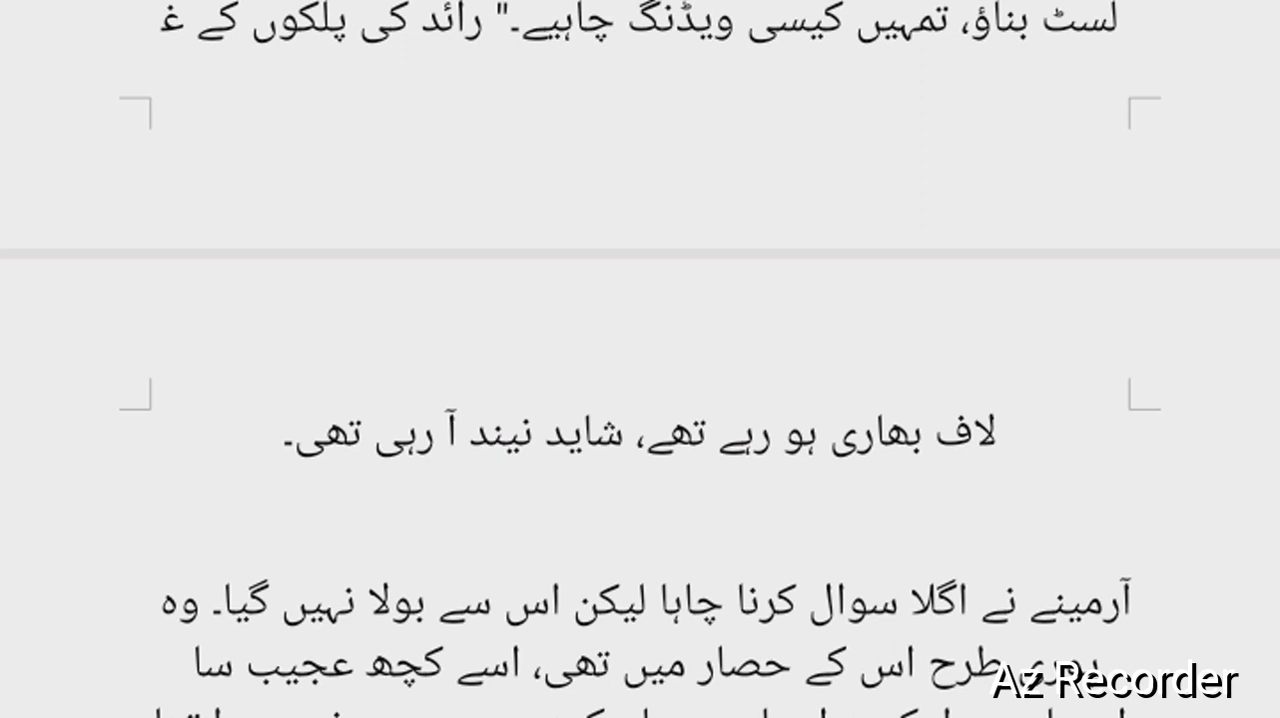 لسٹ بناؤ، تمہیں کیسی ویڈنگ چاہیے۔" رائد کی پلکوں کے غ
لاف بھاری ہو رہے تھے، شاید نیند آ رہی تھی۔
آرمینے نے اگلا سوال کرنا چاہا لیکن اس سے بولا نہیں گیا۔ وہ
پوری طرح اس کے حصار میں تھی، اسے کچھ عجیب سا
Az Recorder